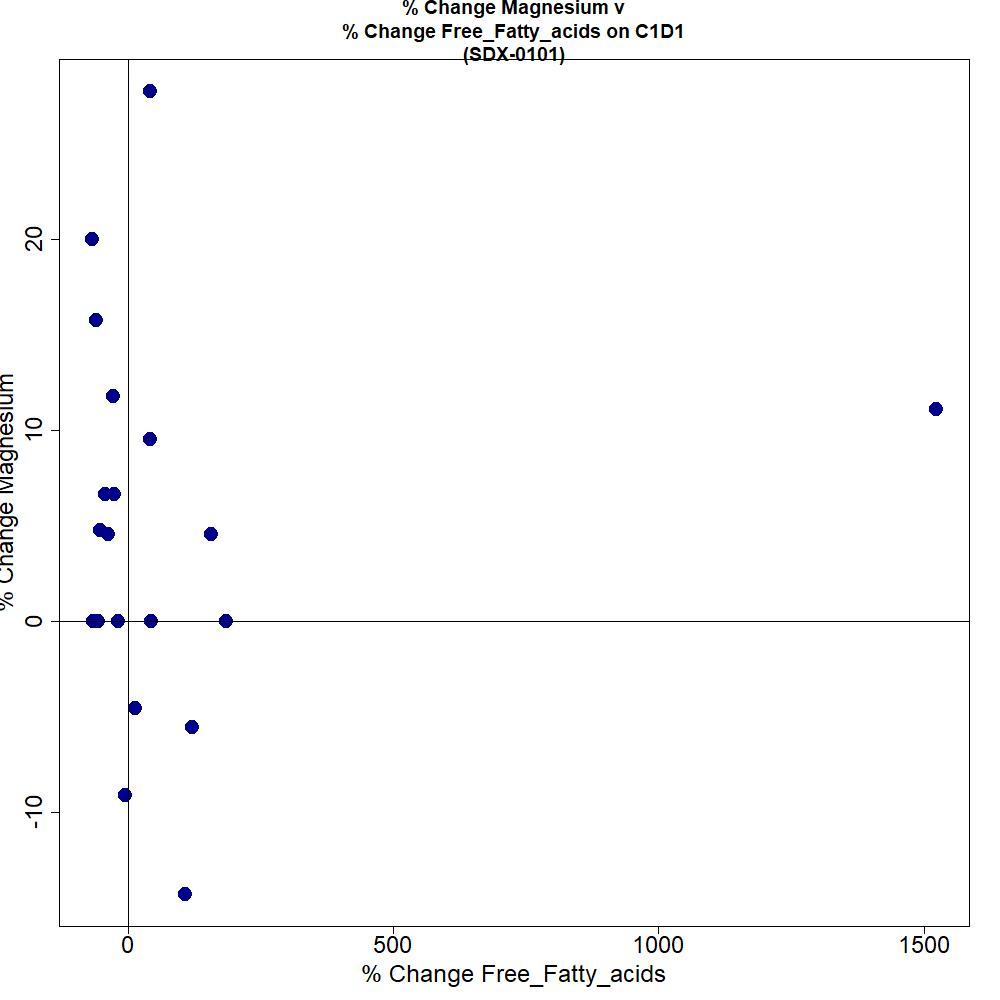 % Change Magnesium v
% Change Free_Fatty_acids on C1D1
(SDX-0101)
% Change Magnesium
20
10
0
-10
0
500
1000
1500
% Change Free_Fatty_acids